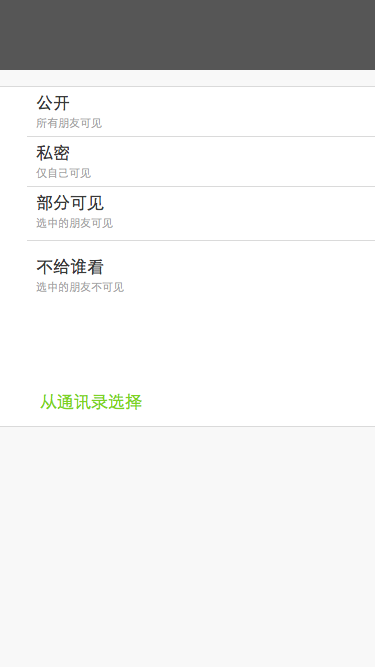 公开
所有朋友可见
私密
仅自己可见
部分可见
选中的朋友可见
不给谁看
选中的朋友不可见
从通讯录选择